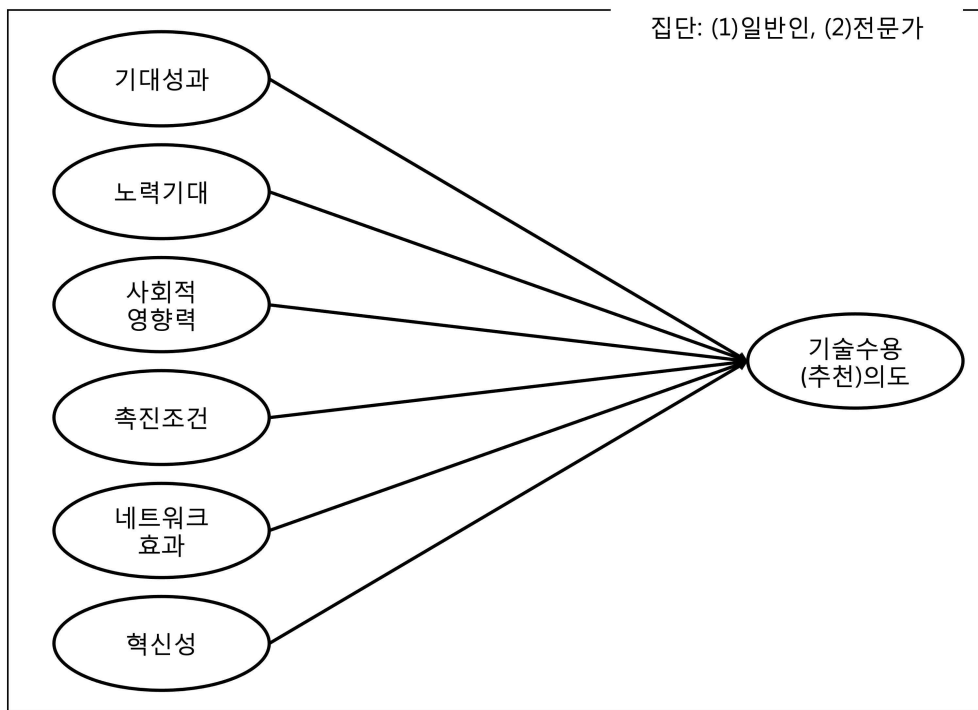 집단: (1)일반인, (2)전문가
기대성과
노력기대
사회적
영향력
촉진조건
네트워크
효과
혁신성
기술수용
(추천)의도